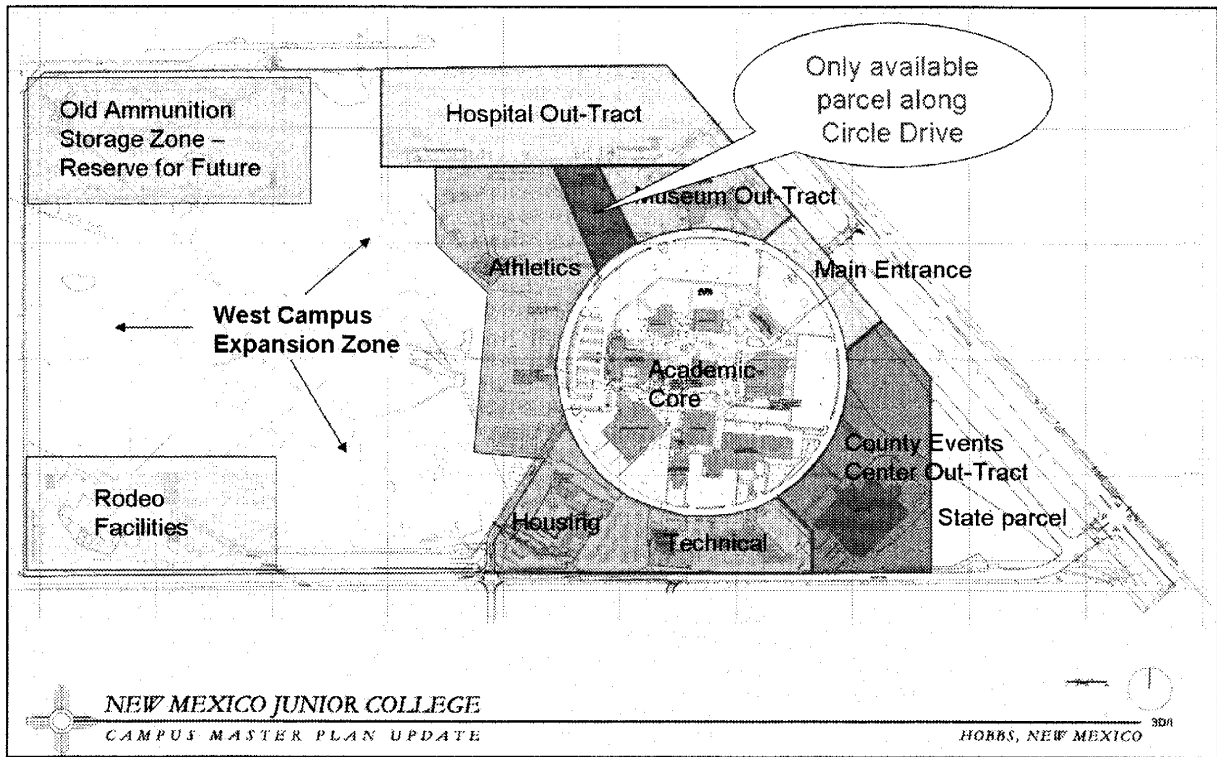 Only available
parcel along
Circle Drive
Old Ammunition
Storage Zone –
Reserve for Future
Hospital Out-Tract
Museum Out-Tract
Athletics
Main Entrance
West Campus
Expansion Zone
Academic
Core
County Events
Center Out-Tract
Rodeo
Facilities
Housing
Technical
State parcel
NEW MEXICO JUNIOR COLLEGE
CAMPUS MASTER PLAN UPDATE
3D/I
HOBBS, NEW MEXICO